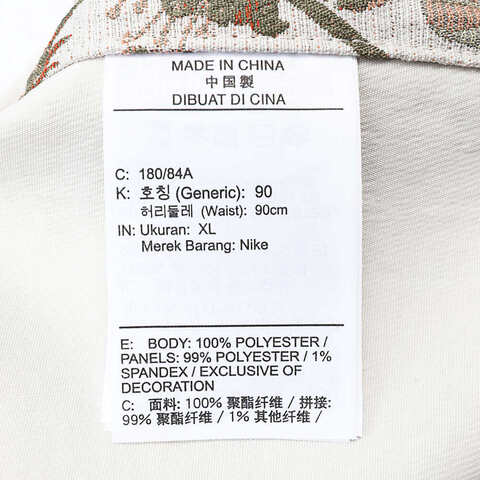 MADE IN CHINA
中国製
DIBUAT DI CINA
C: 180/84A
K: 호칭 (Generic): 90
허리둘레 (Waist): 90cm
IN: Ukuran: XL
Merek Barang: Nike
E: BODY: 100% POLYESTER /
PANELS: 99% POLYESTER / 1%
SPANDEX / EXCLUSIVE OF
DECORATION
C: 面料: 100% 聚酯纤维 / 拼接:
99% 聚酯纤维 / 1% 其他纤维 /